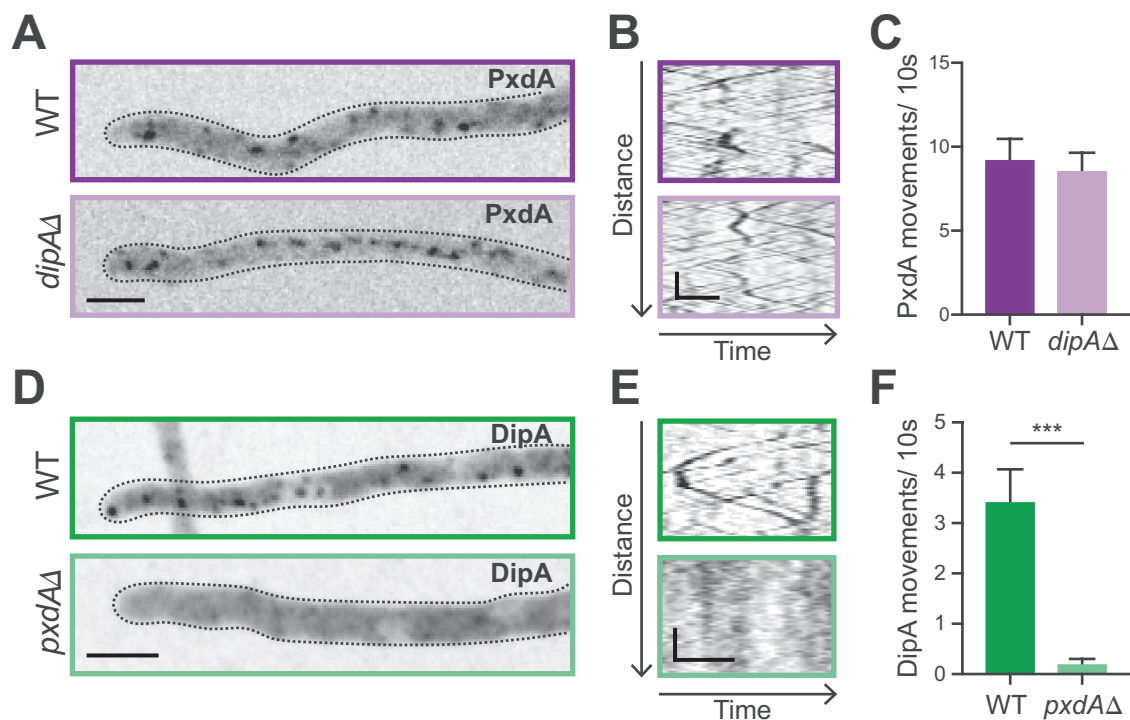 A
WT
PxdA
dipAΔ
PxdA
B
Distance
Time
C
PxdA movements/ 10s
15
10
5
0
WT
dipAΔ
D
WT
DipA
pxdAΔ
DipA
E
Distance
Time
F
DipA movements/ 10s
5
4
3
2
1
0
***
WT
pxdAΔ